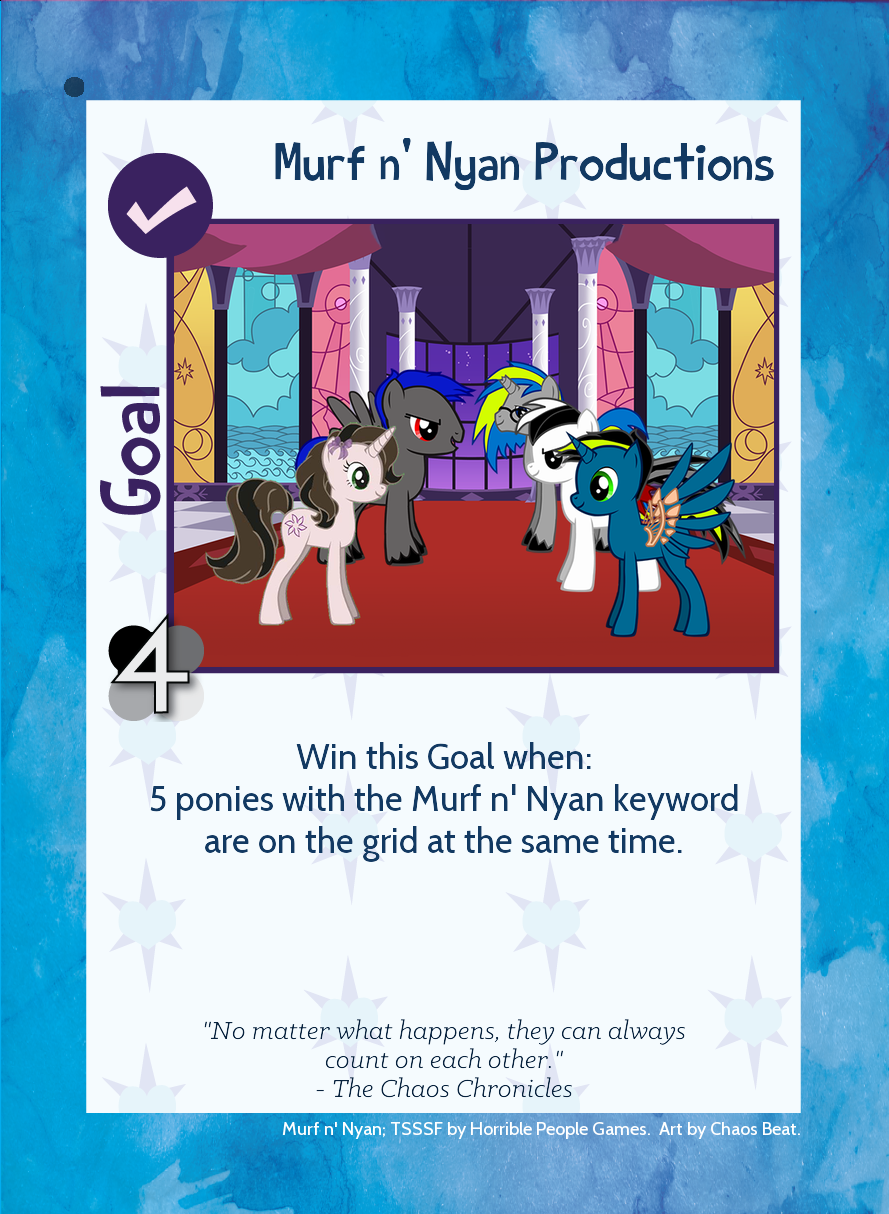 Murf n' Nyan Productions
Goal
4
Win this Goal when:
5 ponies with the Murf n' Nyan keyword
are on the grid at the same time.
"No matter what happens, they can always
count on each other."
- The Chaos Chronicles
Murf n' Nyan; TSSSF by Horrible People Games.  Art by Chaos Beat.